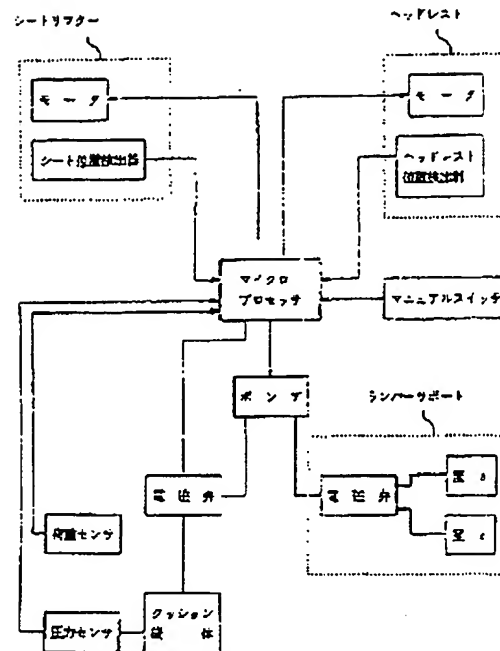 シートリフター
ヘッドレスト
モータ
シート位置検出器
モータ
ヘッドレスト
位置検出器
マイクロ
プロセッサ
マニュアルスイッチ
ポンプ
ランバーサポート
電磁弁
電磁弁
室b
室c
荷重センサ
圧力センサ
クッション
袋体